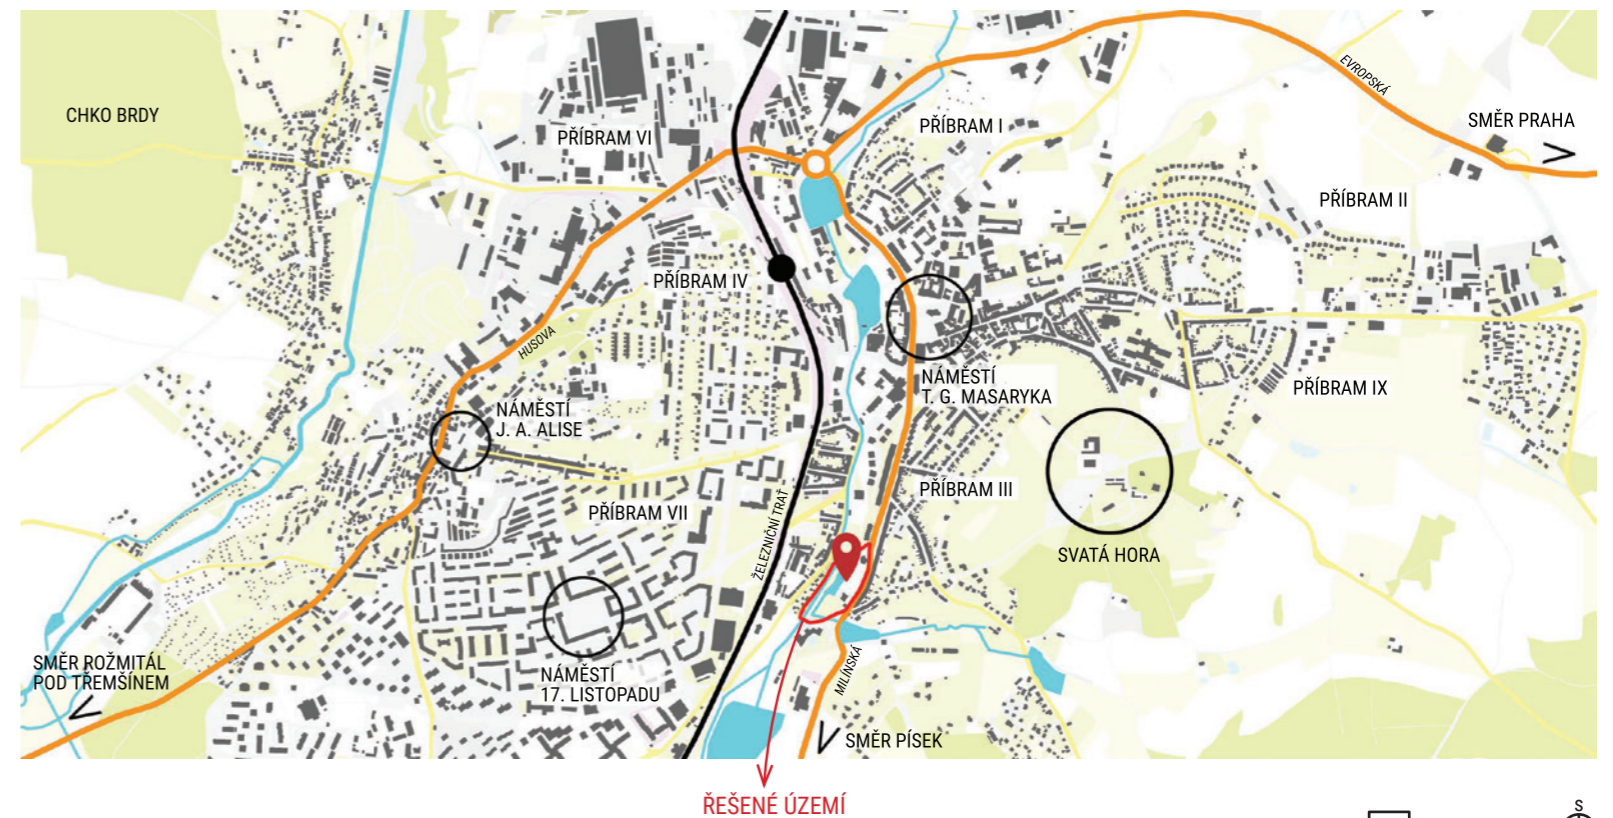 EVROPSKÁ
CHKO BRDY
SMĚR PRAHA
PŘÍBRAM I
PŘÍBRAM VI
PŘÍBRAM II
PŘÍBRAM IV
HUSOVA
NÁMĚSTÍ
T. G. MASARYKA
PŘÍBRAM IX
NÁMĚSTÍ
J. A. ALISE
PŘÍBRAM III
PŘÍBRAM VII
ŽELEZNIČNÍ TRAŤ
SVATÁ HORA
SMĚR ROŽMITÁL
POD TŘEMŠÍNEM
NÁMĚSTÍ
17. LISTOPADU
MILÍNSKÁ
SMĚR PÍSEK
ŘEŠENÉ ÚZEMÍ
S